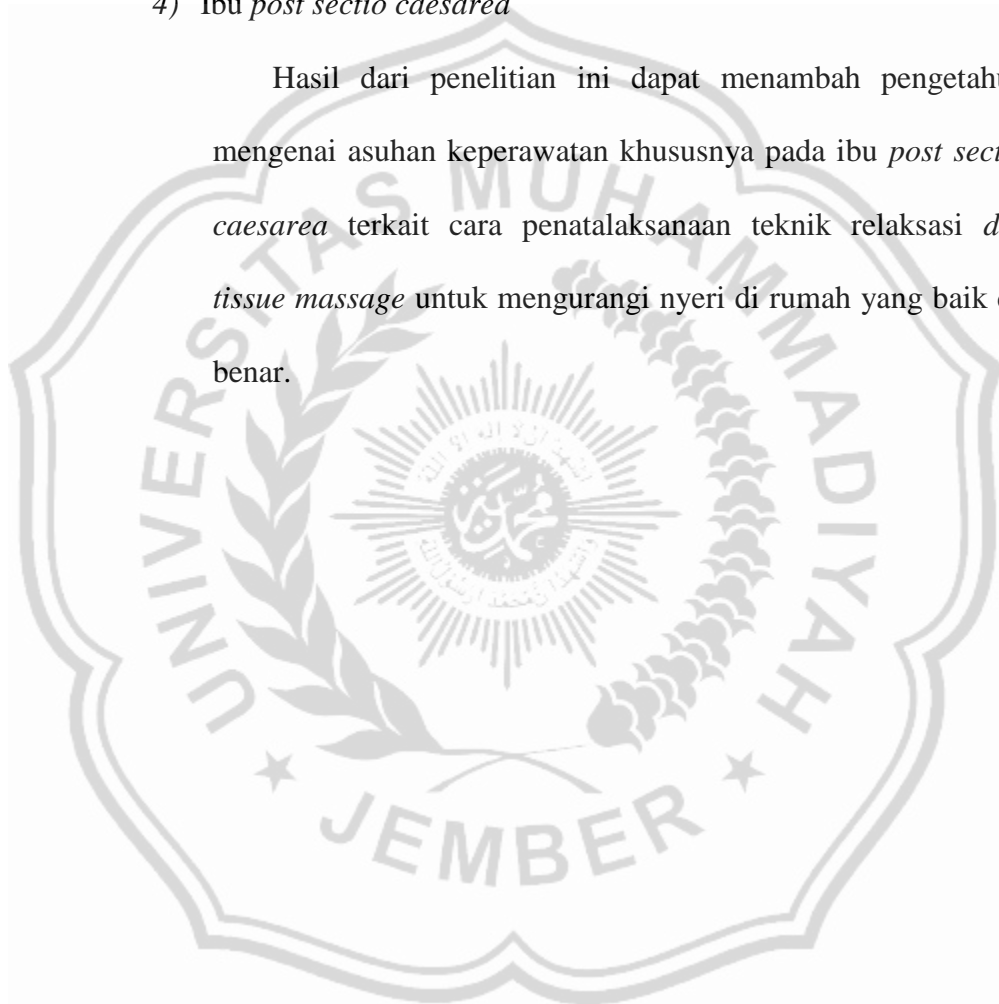 4) Ibu post sectio caesarea
Hasil dari penelitian ini dapat menambah pengetahu
mengenai asuhan keperawatan khususnya pada ibu post secti
caesarea terkait cara penatalaksanaan teknik relaksasi d
tissue massage untuk mengurangi nyeri di rumah yang baik
benar.
UNIVERSITAS MUHAMMADIYAH
JEMBER